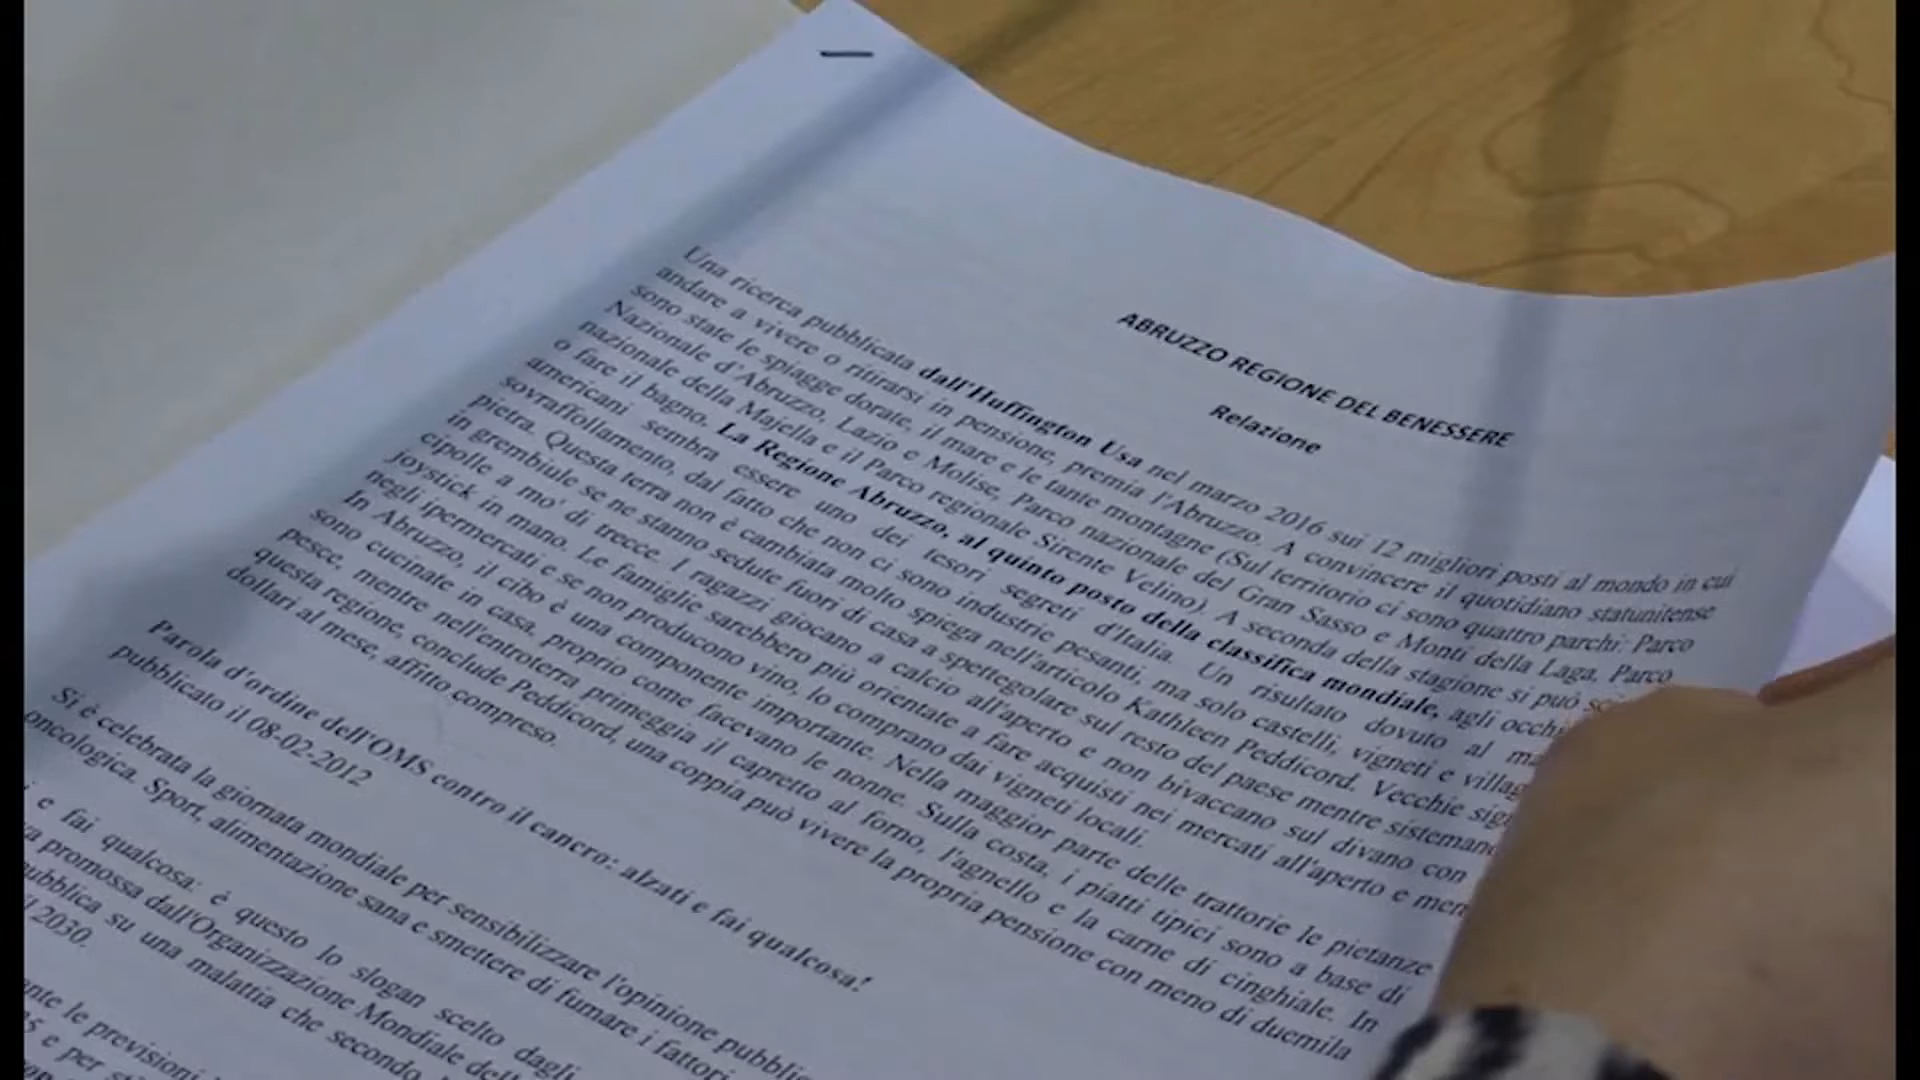 ABRUZZO REGIONE DEL BENESSERE
Relazione
Una ricerca pubblicata dall'Huffington Usa nel marzo 2016 sui 12 migliori posti al mondo in cui
andare a vivere o ritirarsi in pensione, premia l'Abruzzo. A convincere il quotidiano statunitense
sono state le spiagge dorate, il mare e le tante montagne (Sul territorio ci sono quattro parchi: Parco
Nazionale d'Abruzzo, Lazio e Molise, Parco nazionale del Gran Sasso e Monti della Laga, Parco
nazionale della Majella e il Parco regionale Sirente Velino). A seconda della stagione si può
o fare il bagno. La Regione Abruzzo, al quinto posto della classifica mondiale, agli occhi
americani sembra essere uno dei tesori segreti d'Italia. Un risultato dovuto al
sovraffollamento, dal fatto che non ci sono industrie pesanti, ma solo castelli, vigneti e
pietra. Questa terra non è cambiata molto spiega nell'articolo Kathleen Peddicord. Vecchie
in grembiule se ne stanno sedute fuori di casa a spettegolare sul resto del paese mentre
cipolle a mo' di trecce. I ragazzi giocano a calcio all'aperto e non bivaccano sul divano con
joystick in mano. Le famiglie sarebbero più orientate a fare acquisti nei mercati all'aperto e
negli ipermercati e se non producono vino, lo comprano dai vigneti locali.
In Abruzzo, il cibo è una componente importante. Nella maggior parte delle trattorie le pietanze
sono cucinate in casa, proprio come facevano le nonne. Sulla costa, i piatti tipici sono a base di
pesce, mentre nell'entroterra primeggia il capretto al forno, l'agnello e la carne di cinghiale. In
questa regione, conclude Peddicord, una coppia può vivere la propria pensione con meno di duemila
dollari al mese, affitto compreso.
Parola d'ordine dell'OMS contro il cancro: alzati e fai qualcosa!
pubblicato il 08-02-2012
Si è celebrata la giornata mondiale per sensibilizzare l'opinione
oncologica. Sport, alimentazione sana e smettere di fumare i fattori
e fai qualcosa: è questo lo slogan scelto dagli
promossa dall'Organizzazione Mondiale
su una malattia che secondo
2030.
le previsioni
e per